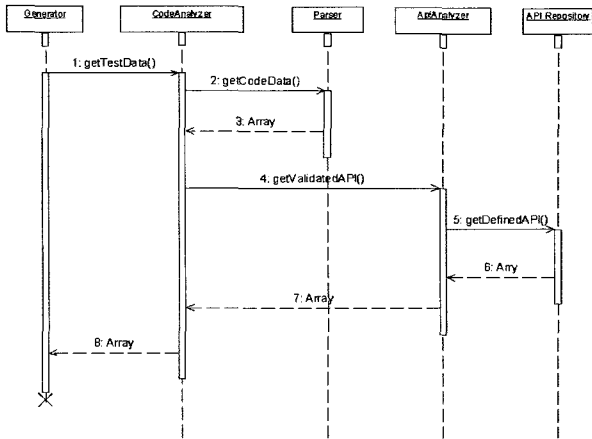 Generator
CodeAnalyzer
Parser
ApiAnalyzer
API Repository
1: getTestData()
2: getCodeData()
3: Array
4: getValidatedAPI()
5: getDefinedAPI()
6: Arry
7: Array
8: Array